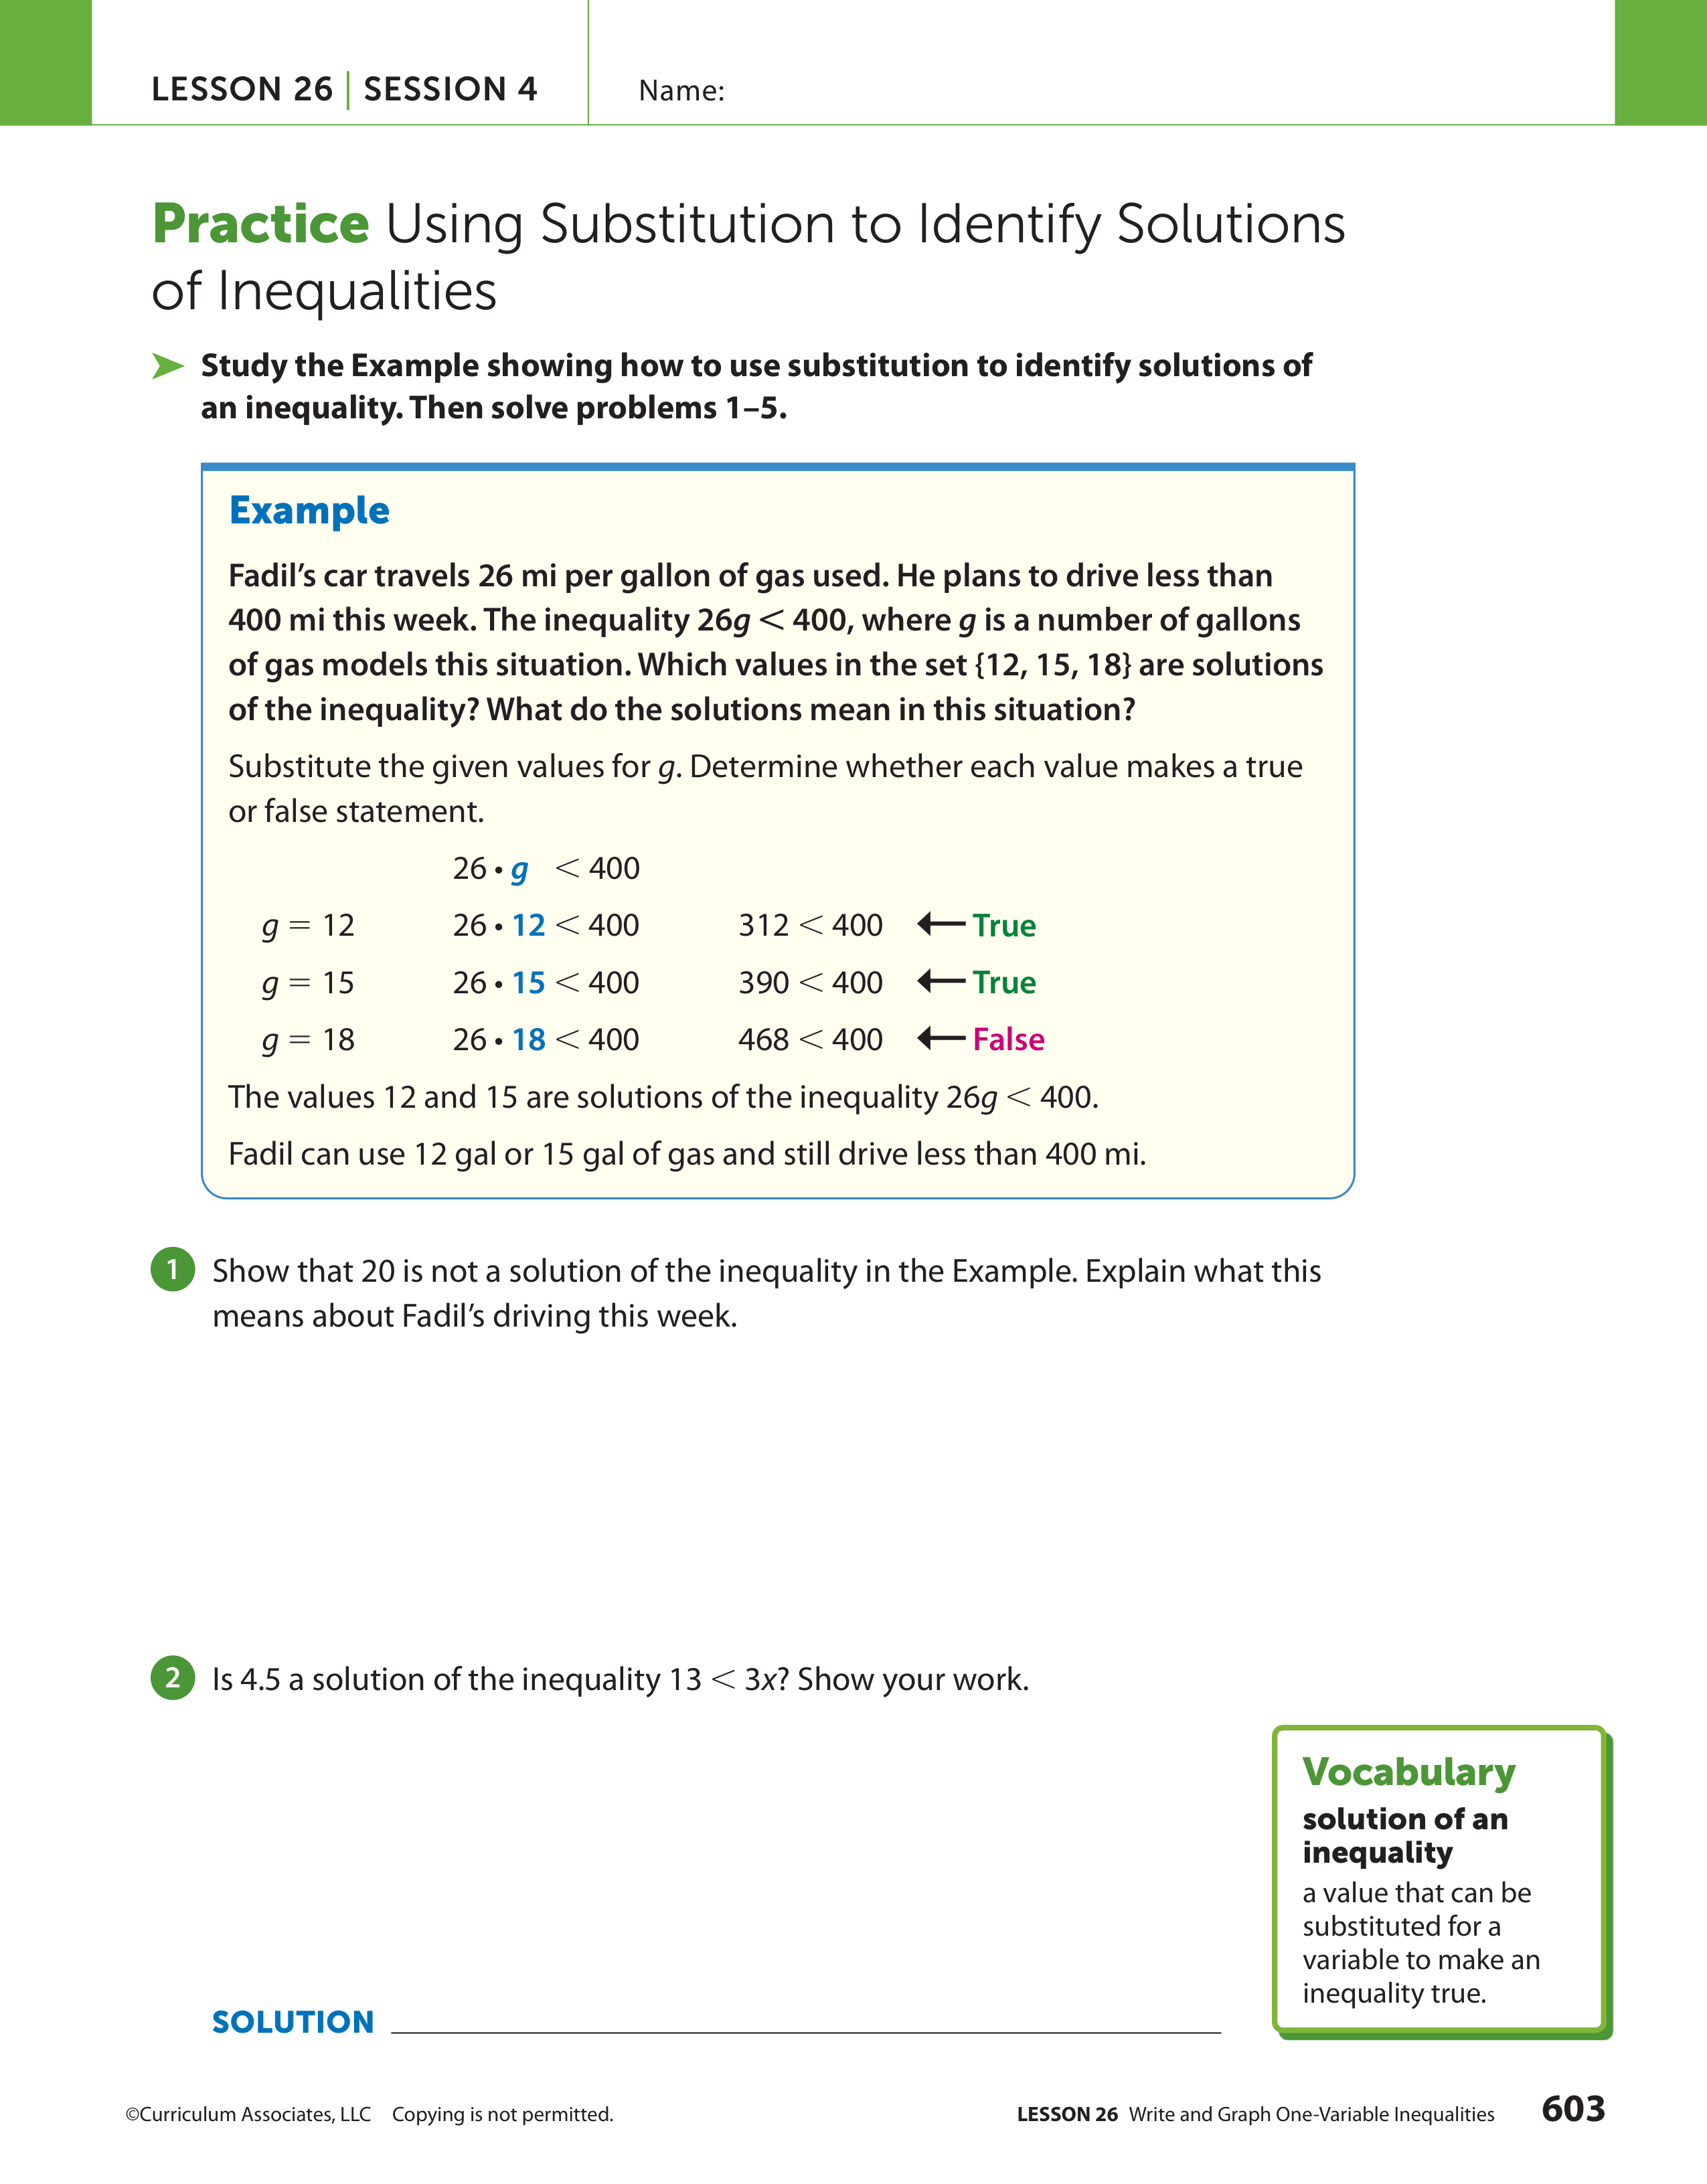 LESSON 26 | SESSION 4
Name:
Practice Using Substitution to Identify Solutions
of Inequalities
➤ Study the Example showing how to use substitution to identify solutions of
an inequality. Then solve problems 1–5.
Example
Fadil’s car travels 26 mi per gallon of gas used. He plans to drive less than
400 mi this week. The inequality 26g < 400, where g is a number of gallons
of gas models this situation. Which values in the set {12, 15, 18} are solutions
of the inequality? What do the solutions mean in this situation?
Substitute the given values for g. Determine whether each value makes a true
or false statement.
26 • g < 400
g = 12 26 • 12 < 400 312 < 400 ← True
g = 15 26 • 15 < 400 390 < 400 ← True
g = 18 26 • 18 < 400 468 < 400 ← False
The values 12 and 15 are solutions of the inequality 26g < 400.
Fadil can use 12 gal or 15 gal of gas and still drive less than 400 mi.
1 Show that 20 is not a solution of the inequality in the Example. Explain what this
means about Fadil’s driving this week.
2 Is 4.5 a solution of the inequality 13 < 3x? Show your work.
Vocabulary
solution of an
inequality
a value that can be
substituted for a
variable to make an
inequality true.
SOLUTION
©Curriculum Associates, LLC Copying is not permitted.
LESSON 26 Write and Graph One-Variable Inequalities 603